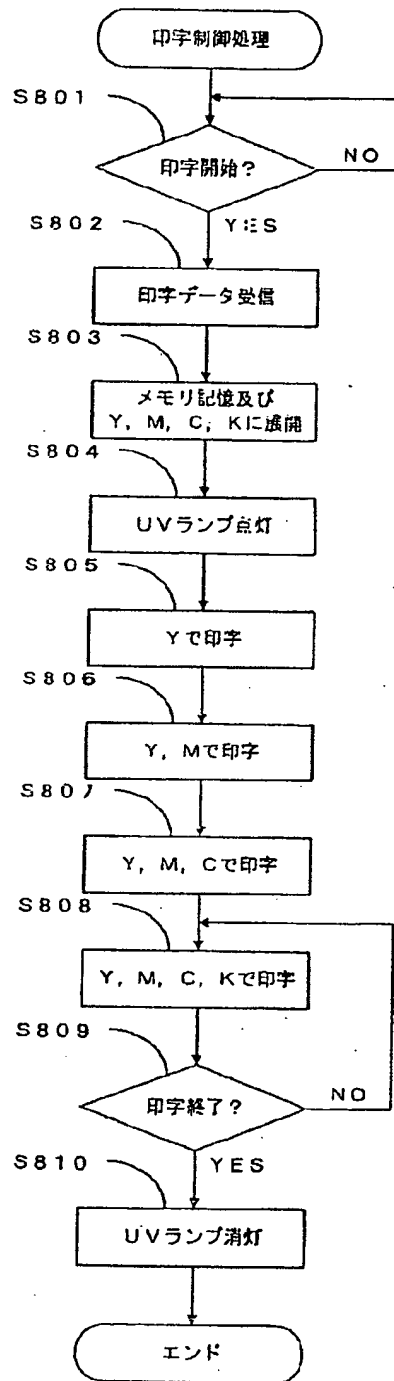 印字制御処理
S801
印字開始?
NO
YES
S802
印字データ受信
S803
メモリ記憶及び
Y, M, C, Kに展開
S804
UVランプ点灯
S805
Yで印字
S806
Y, Mで印字
S807
Y, M, Cで印字
S808
Y, M, C, Kで印字
S809
印字終了?
NO
YES
S810
UVランプ消灯
エンド